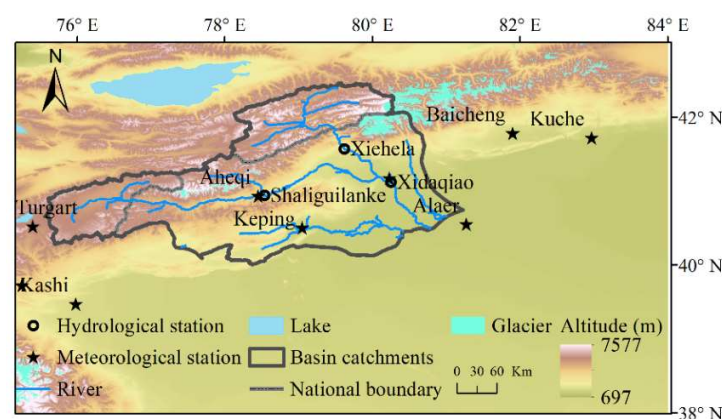 76° E 78° E 80° E 82° E 84° E
N
42° N
Baicheng Kuche
Xiehela
Aheqi
Shaliguilanke
Xidaqiao
Turgart
Keping
Alaer
40° N
Kashi
Hydrological station Lake Glacier Altitude (m)
Meteorological station Basin catchments 7577
River National boundary 0 30 60 Km 697
38° N